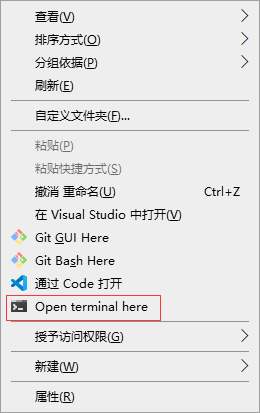 查看(V)
排序方式(O)
分组依据(P)
刷新(E)
自定义文件夹(F)...
粘贴(P)
粘贴快捷方式(S)
撤消 重命名(U) Ctrl+Z
在 Visual Studio 中打开(V)
Git GUI Here
Git Bash Here
通过 Code 打开
Open terminal here
授予访问权限(G)
新建(W)
属性(R)